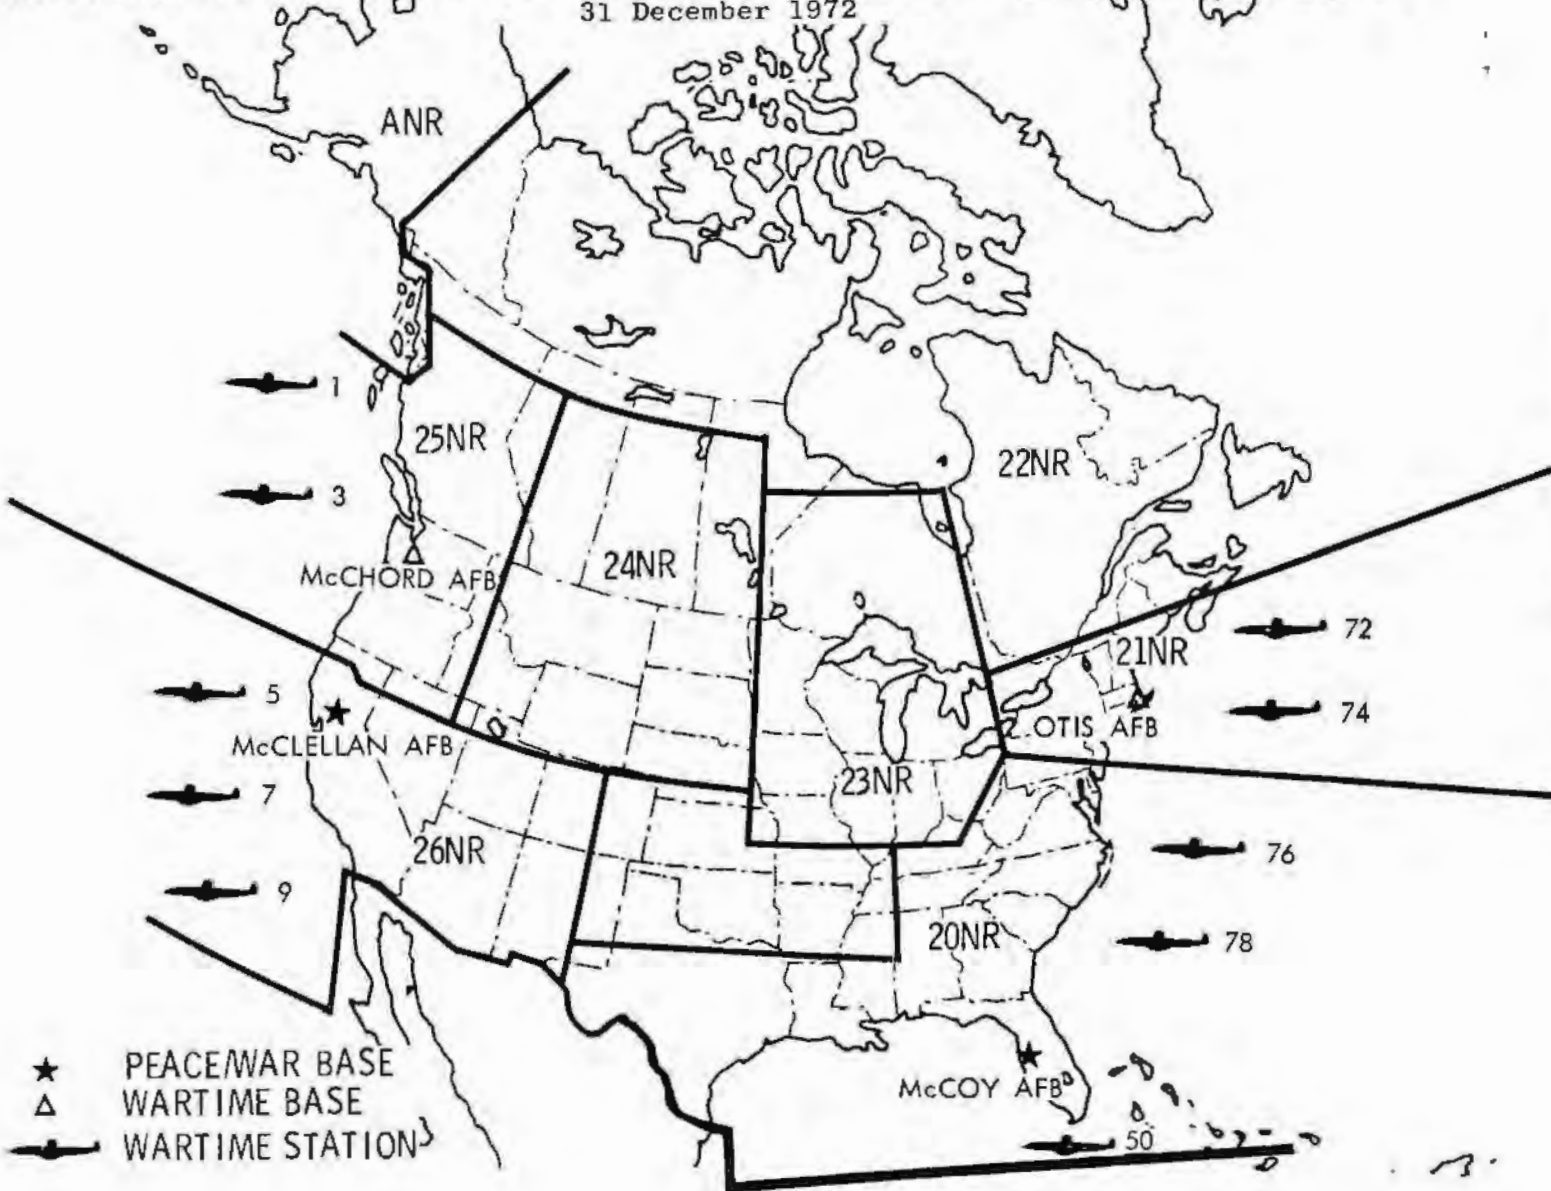 31 December 1972
ANR
1
25NR
22NR
3
24NR
McCHORD AFB
72
21NR
5
74
OTIS AFB
McCLELLAN AFB
23NR
7
76
26NR
9
20NR
78
PEACE/WAR BASE
McCOY AFB
WARTIME BASE
WARTIME STATION
50